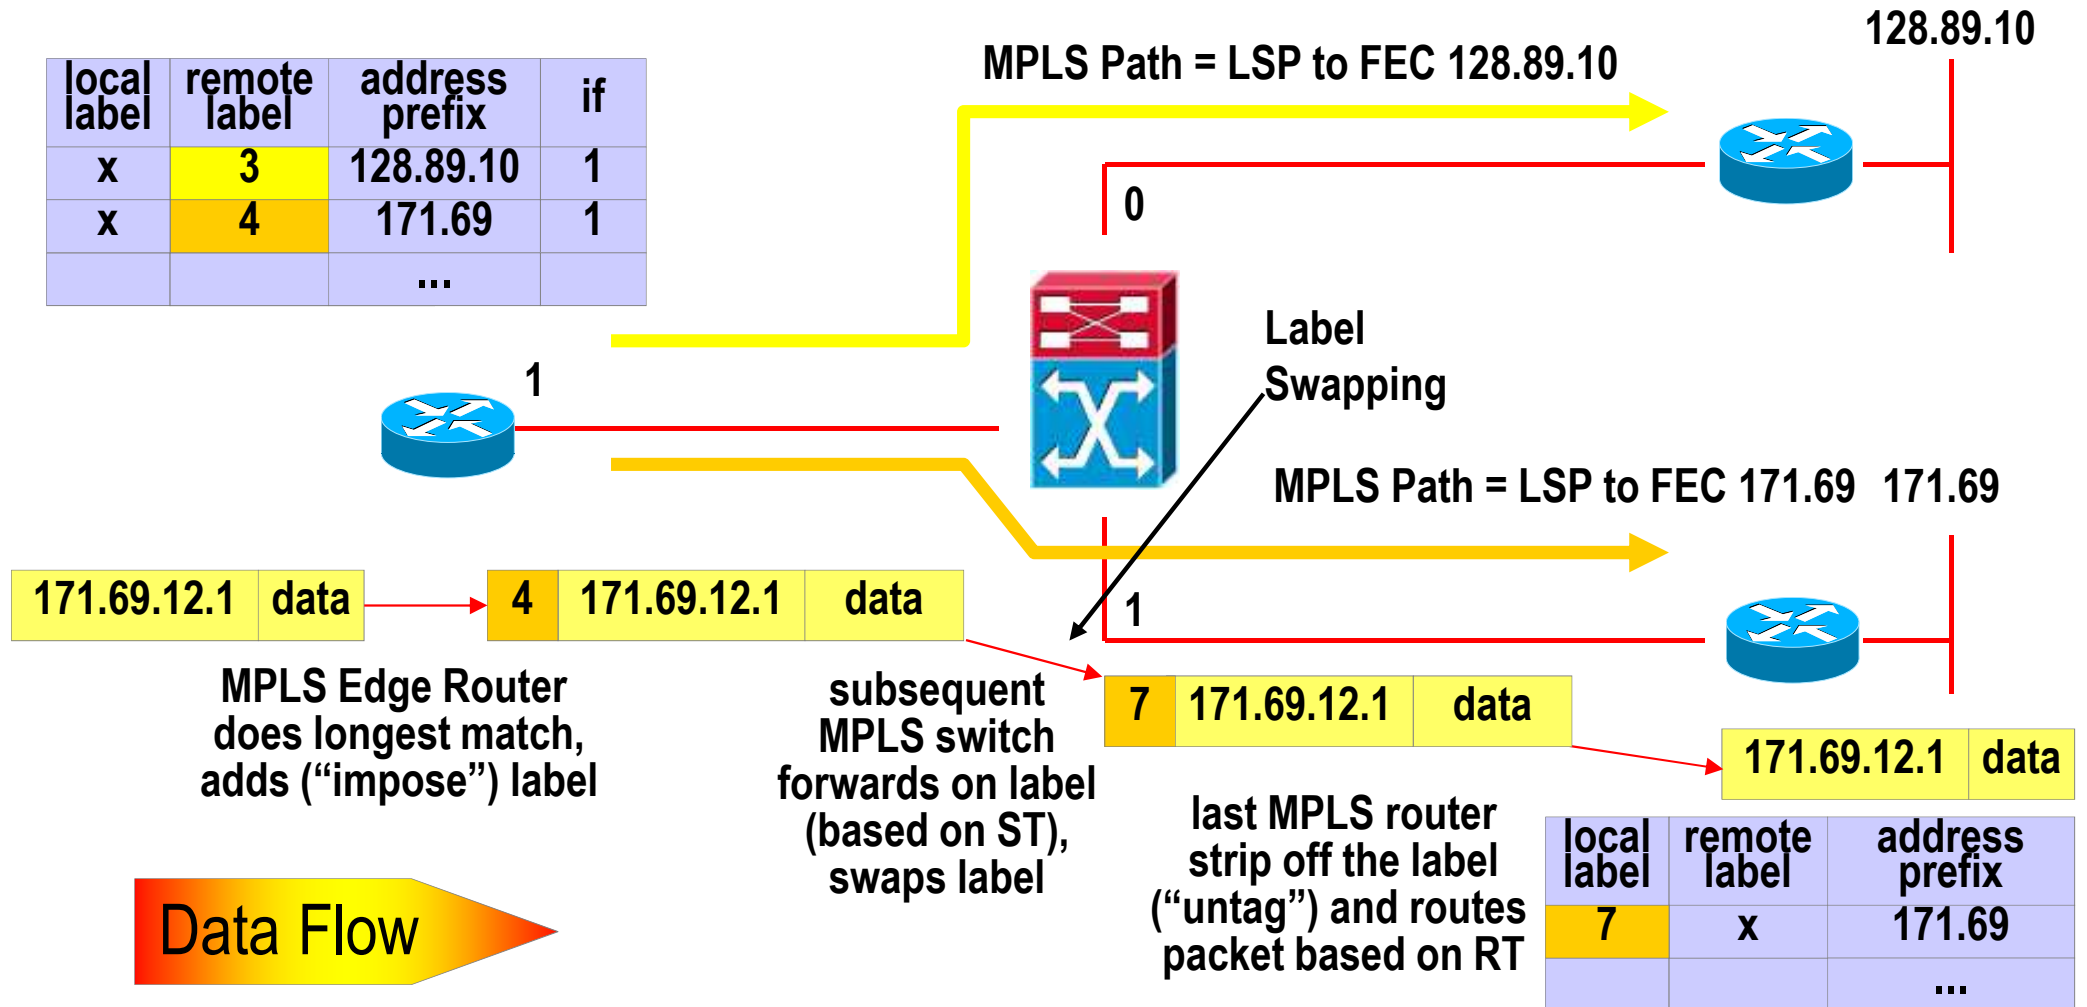 128.89.10
MPLS Path = LSP to FEC 128.89.10
local label remote label address prefix if
x 3 128.89.10 1
x 4 171.69 1
...
0
Label
Swapping
1
MPLS Path = LSP to FEC 171.69 171.69
171.69.12.1 data
4 171.69.12.1 data
1
MPLS Edge Router
does longest match,
adds (“impose”) label
subsequent
MPLS switch
forwards on label
(based on ST),
swaps label
7 171.69.12.1 data
171.69.12.1 data
last MPLS router
strip off the label
(“untag”) and routes
packet based on RT
local label remote label address prefix
7 x 171.69
...
Data Flow